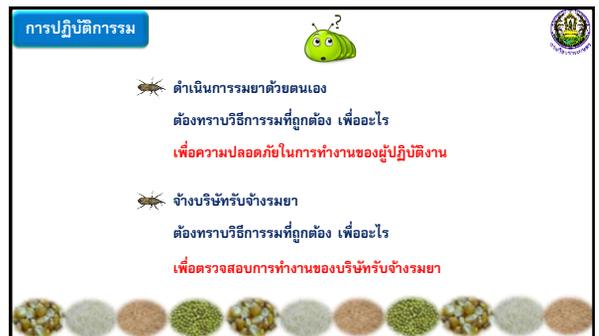 การปฏิบัติการรม
?
ดำเนินการรมยาด้วยตนเอง
ต้องทราบวิธีการรมที่ถูกต้อง เพื่ออะไร
เพื่อความปลอดภัยในการทำงานของผู้ปฏิบัติงาน
จ้างบริษัทรับจ้างรมยา
ต้องทราบวิธีการรมที่ถูกต้อง เพื่ออะไร
เพื่อตรวจสอบการทำงานของบริษัทรับจ้างรมยา